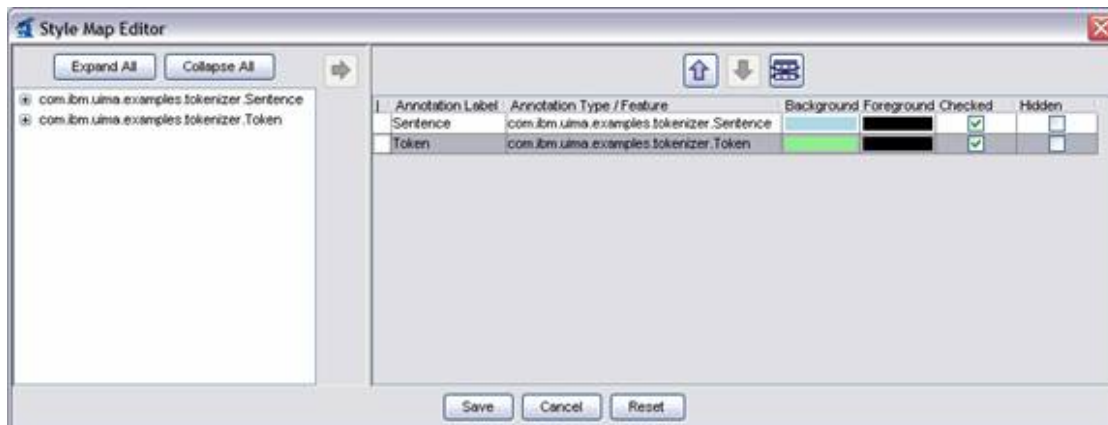 Style Map Editor
Expand All Collapse All
com.ibm.uima.examples.tokenizer.Sentence
com.ibm.uima.examples.tokenizer.Token
Annotation Label Annotation Type / Feature Background Foreground Checked Hidden
Sentence com.ibm.uima.examples.tokenizer.Sentence
Token com.ibm.uima.examples.tokenizer.Token
Save Cancel Reset